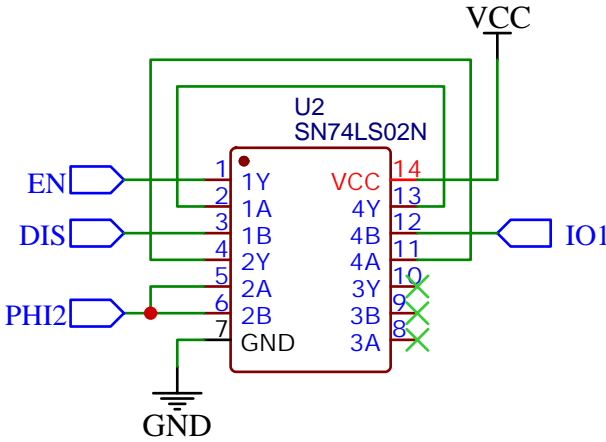 VCC
U2
SN74LS02N
EN
DIS
PHI2
1 1Y
2 1A
3 1B
4 2Y
5 2A
6 2B
7 GND
VCC 14
4Y 13
4B 12
4A 11
3Y 10
3B 9
3A 8
IO1
GND